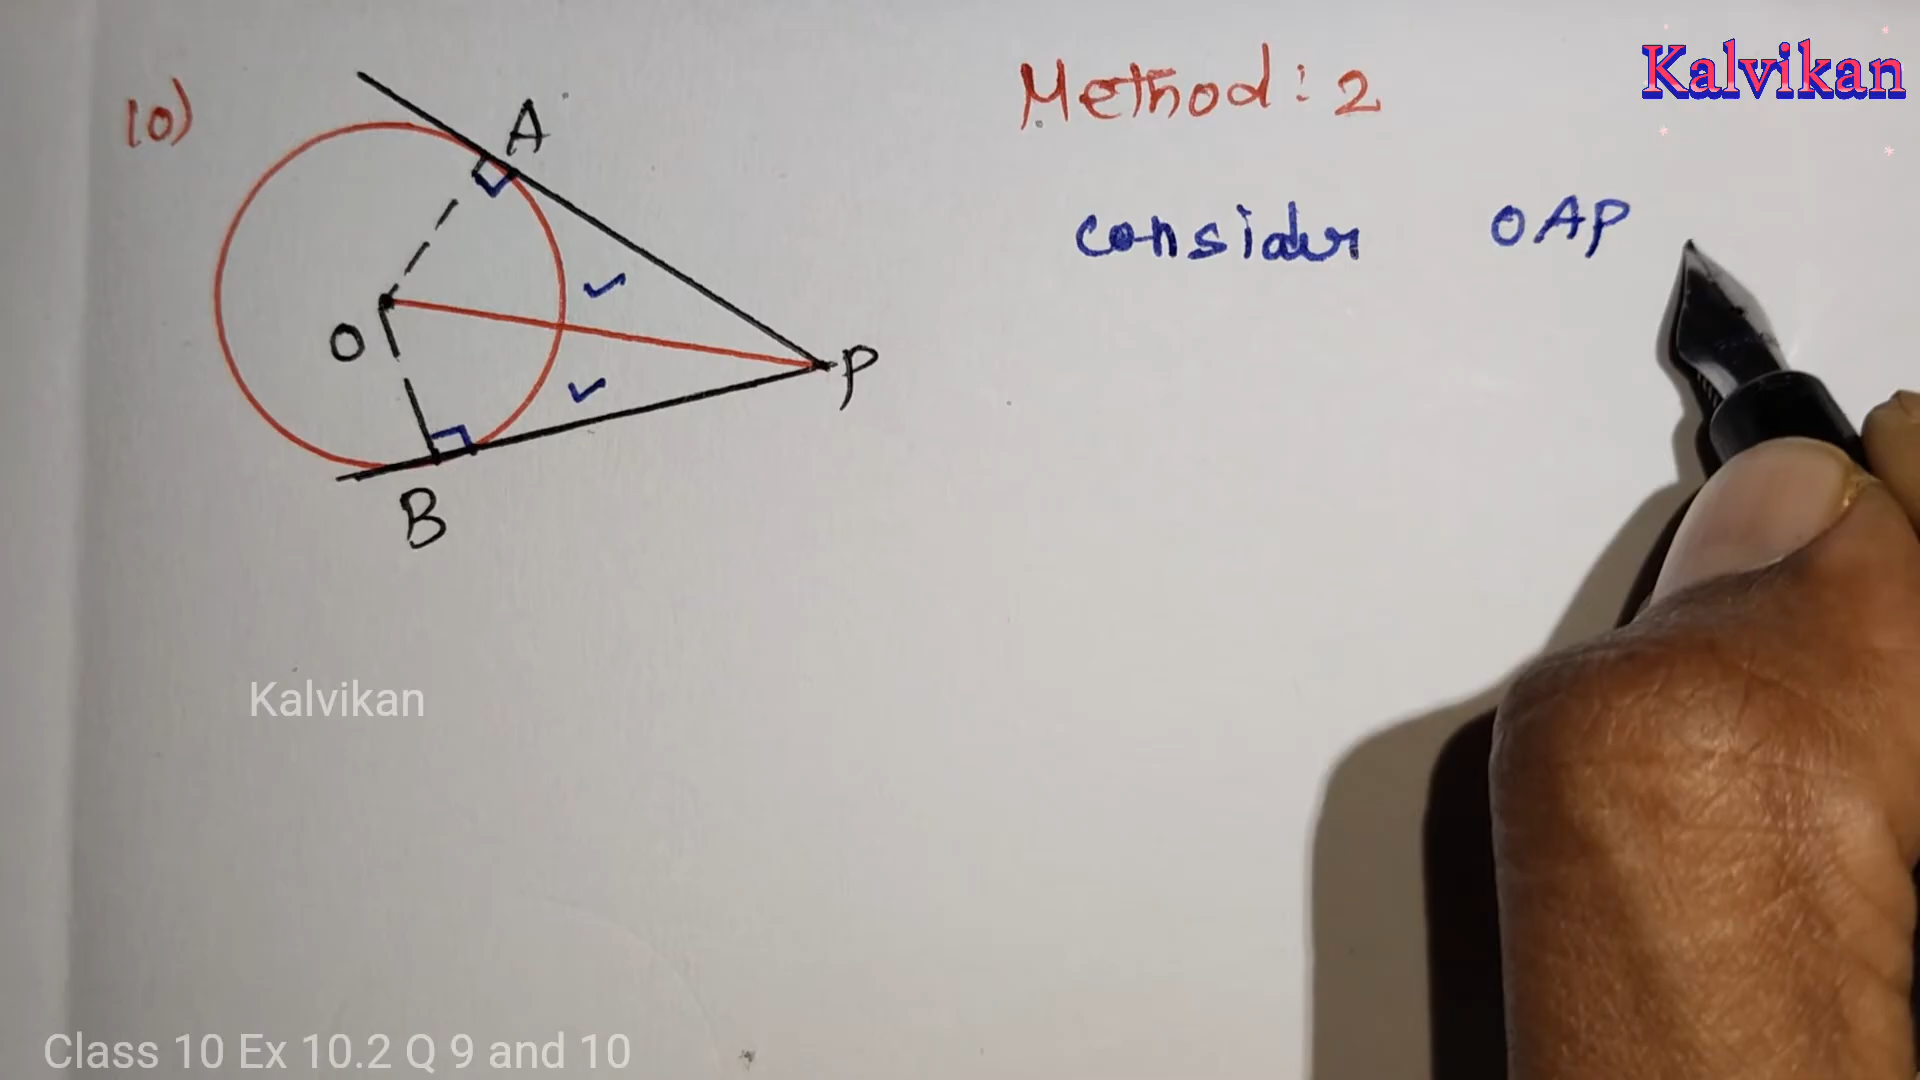 Kalvikan
10)
Method: 2
A
consider OAP
O
P
B
Kalvikan
Class 10 Ex 10.2 Q 9 and 10